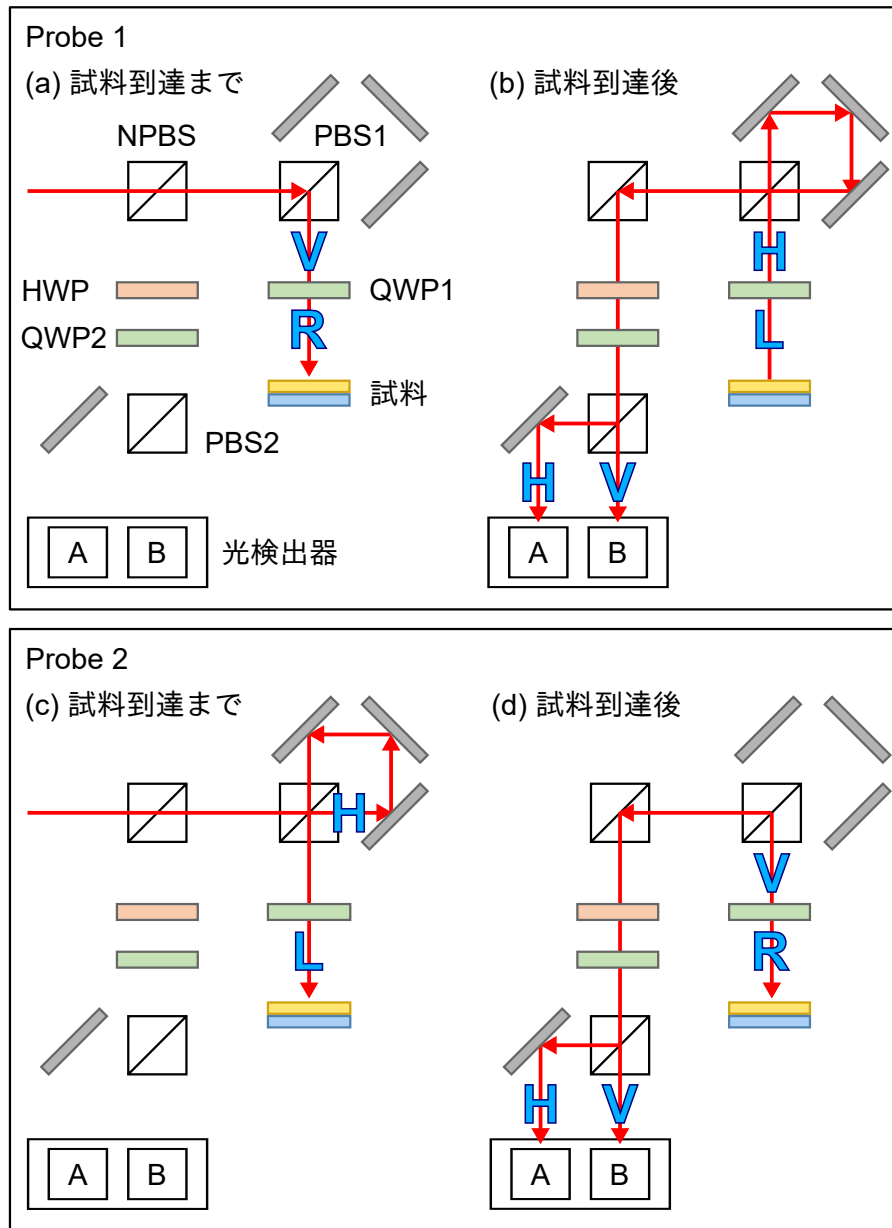 Probe 1
(a) 試料到達まで
(b) 試料到達後
NPBS
PBS1
V
H
HWP
QWP1
QWP2
R
L
試料
PBS2
H
V
A
B
光検出器
A
B
Probe 2
(c) 試料到達まで
(d) 試料到達後
H
V
L
R
H
V
A
B
A
B